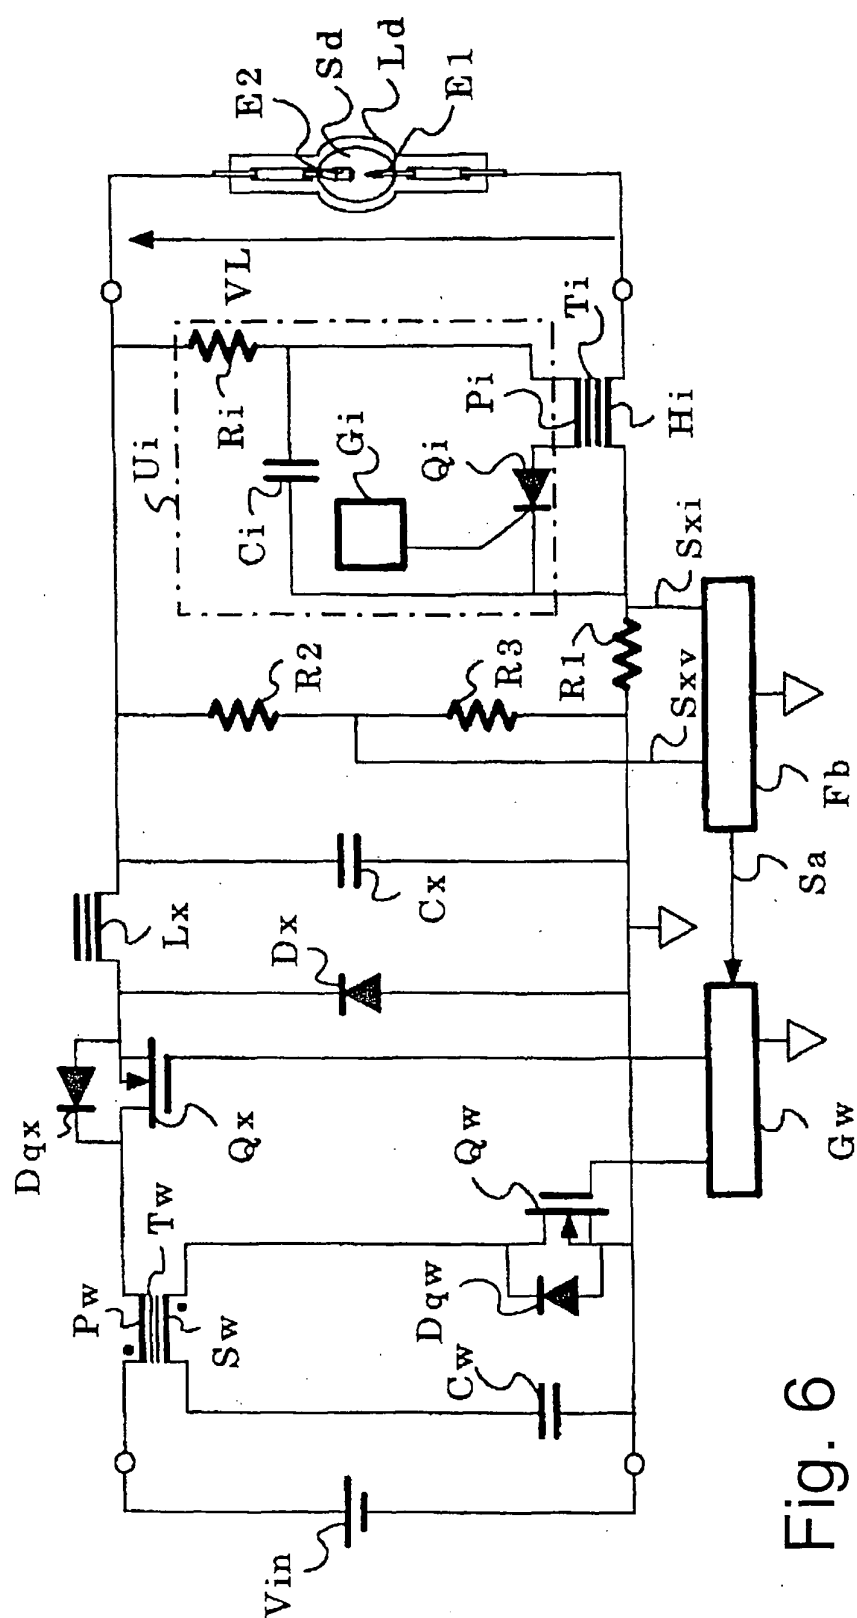 E2
Sd
Ld
E1
VL
Ui
Ri
Ci
Gi
Qi
Pi
Ti
Hi
R2
R3
R1
Sxi
Sxv
Fb
Sa
Cx
Lx
Dx
Dqx
Qx
Qw
Gw
Pw
Tw
Sw
Dqw
Cw
Vin
Fig. 6